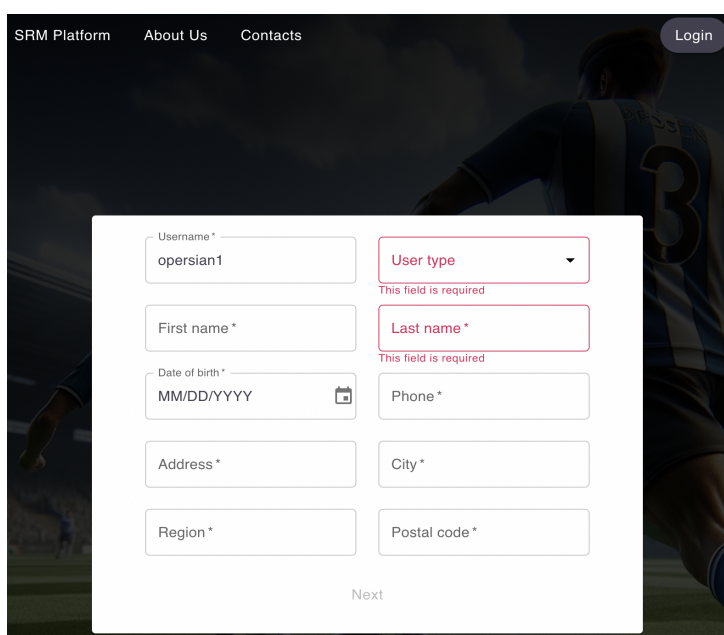 SRM Platform About Us Contacts Login
Username *
opersian1
User type
This field is required
First name *
Last name *
This field is required
Date of birth *
MM/DD/YYYY
Phone *
Address *
City *
Region *
Postal code *
Next
3